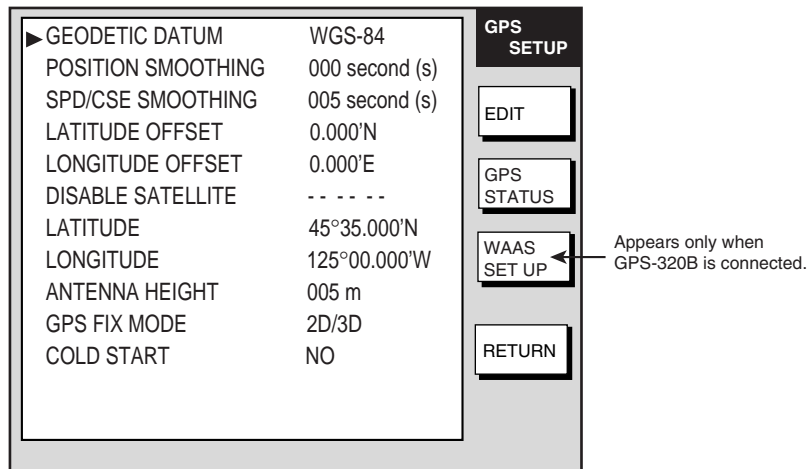 ▶GEODETIC DATUM WGS-84
POSITION SMOOTHING 000 second (s)
SPD/CSE SMOOTHING 005 second (s)
LATITUDE OFFSET 0.000'N
LONGITUDE OFFSET 0.000'E
DISABLE SATELLITE - - - - - -
LATITUDE 45°35.000'N
LONGITUDE 125°00.000'W
ANTENNA HEIGHT 005 m
GPS FIX MODE 2D/3D
COLD START NO
GPS
SETUP
EDIT
GPS
STATUS
WAAS
SET UP
RETURN
Appears only when
GPS-320B is connected.